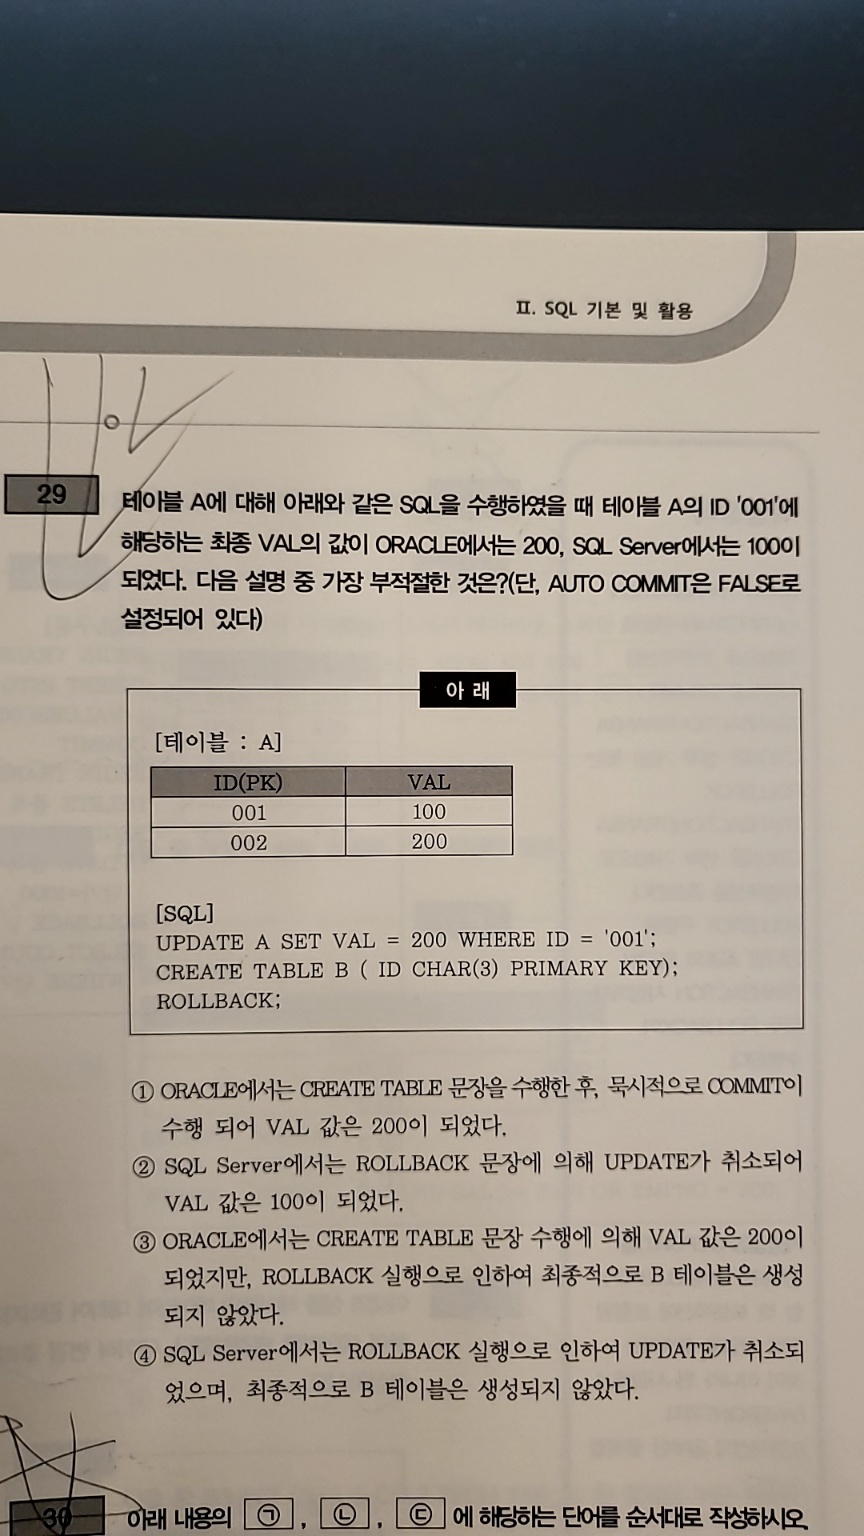 Ⅱ. SQL 기본 및 활용
29
테이블 A에 대해 아래와 같은 SQL을 수행하였을 때 테이블 A의 ID '001'에
해당하는 최종 VAL의 값이 ORACLE에서는 200, SQL Server에서는 100이
되었다. 다음 설명 중 가장 부적절한 것은?(단, AUTO COMMIT은 FALSE로
설정되어 있다)
아 래
[테이블 : A]
ID(PK) VAL
001 100
002 200
[SQL]
UPDATE A SET VAL = 200 WHERE ID = '001';
CREATE TABLE B ( ID CHAR(3) PRIMARY KEY);
ROLLBACK;
① ORACLE에서는 CREATE TABLE 문장을 수행한 후, 묵시적으로 COMMIT이
수행 되어 VAL 값은 200이 되었다.
② SQL Server에서는 ROLLBACK 문장에 의해 UPDATE가 취소되어
VAL 값은 100이 되었다.
③ ORACLE에서는 CREATE TABLE 문장 수행에 의해 VAL 값은 200이
되었지만, ROLLBACK 실행으로 인하여 최종적으로 B 테이블은 생성
되지 않았다.
④ SQL Server에서는 ROLLBACK 실행으로 인하여 UPDATE가 취소되
었으며, 최종적으로 B 테이블은 생성되지 않았다.
30
아래 내용의 ㉠ , ㉡ , ㉢ 에 해당하는 단어를 순서대로 작성하시오.